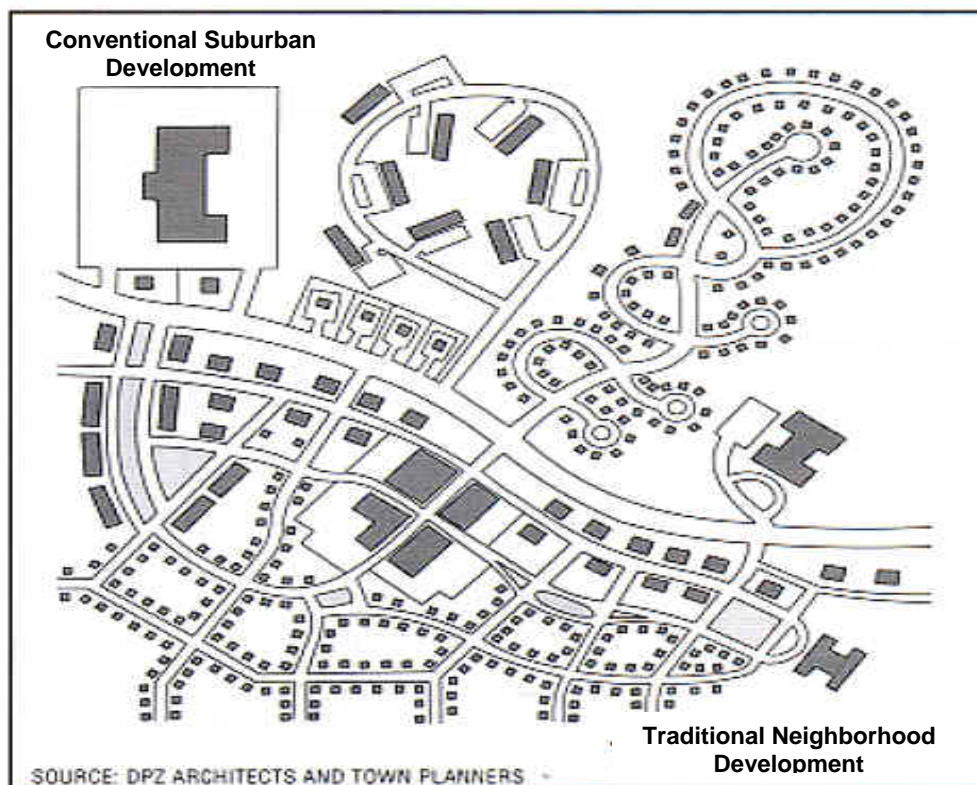 Conventional Suburban
Development
Traditional Neighborhood
Development
SOURCE: DPZ ARCHITECTS AND TOWN PLANNERS